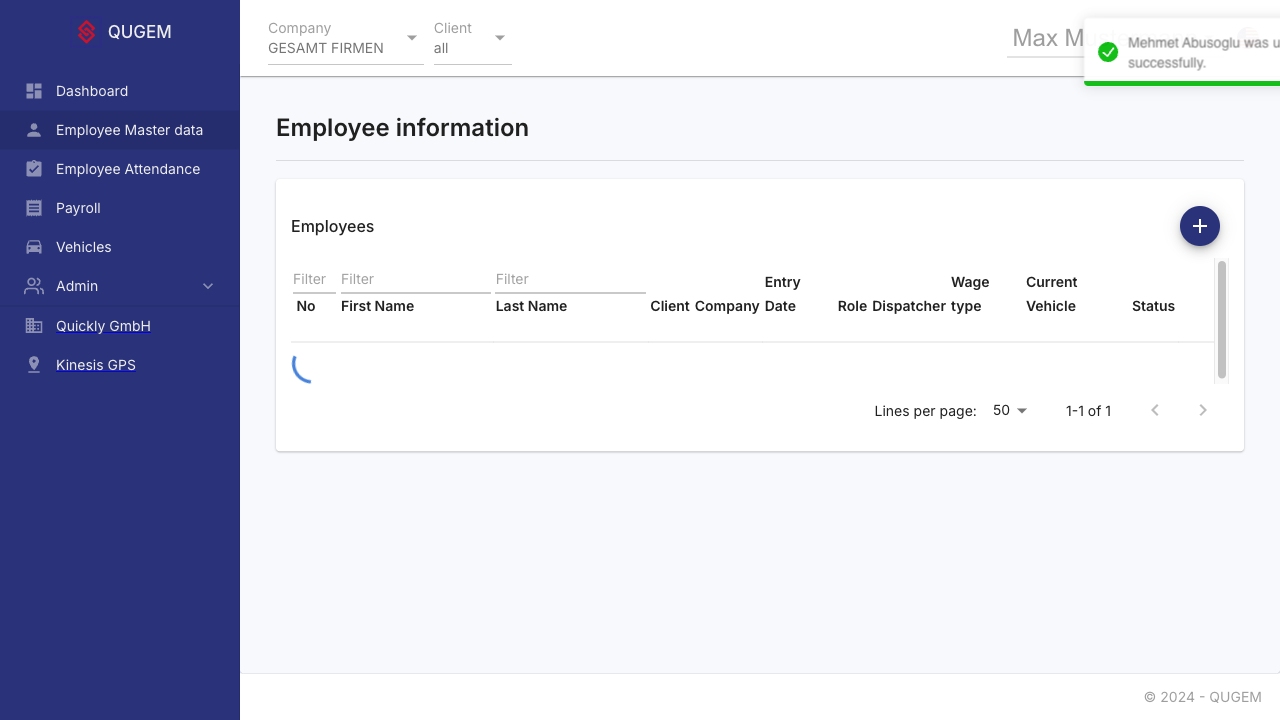 QUGEM
Dashboard
Employee Master data
Employee Attendance
Payroll
Vehicles
Admin
Quickly GmbH
Kinesis GPS
Company
GESAMT FIRMEN
Client
all
Max
Mehmet Abusoglu was
successfully.
Employee information
Employees
Filter Filter Filter
No First Name Last Name Client Company Entry Date Role Dispatcher Wage type Current Vehicle Status
Lines per page: 50 1-1 of 1
© 2024 - QUGEM